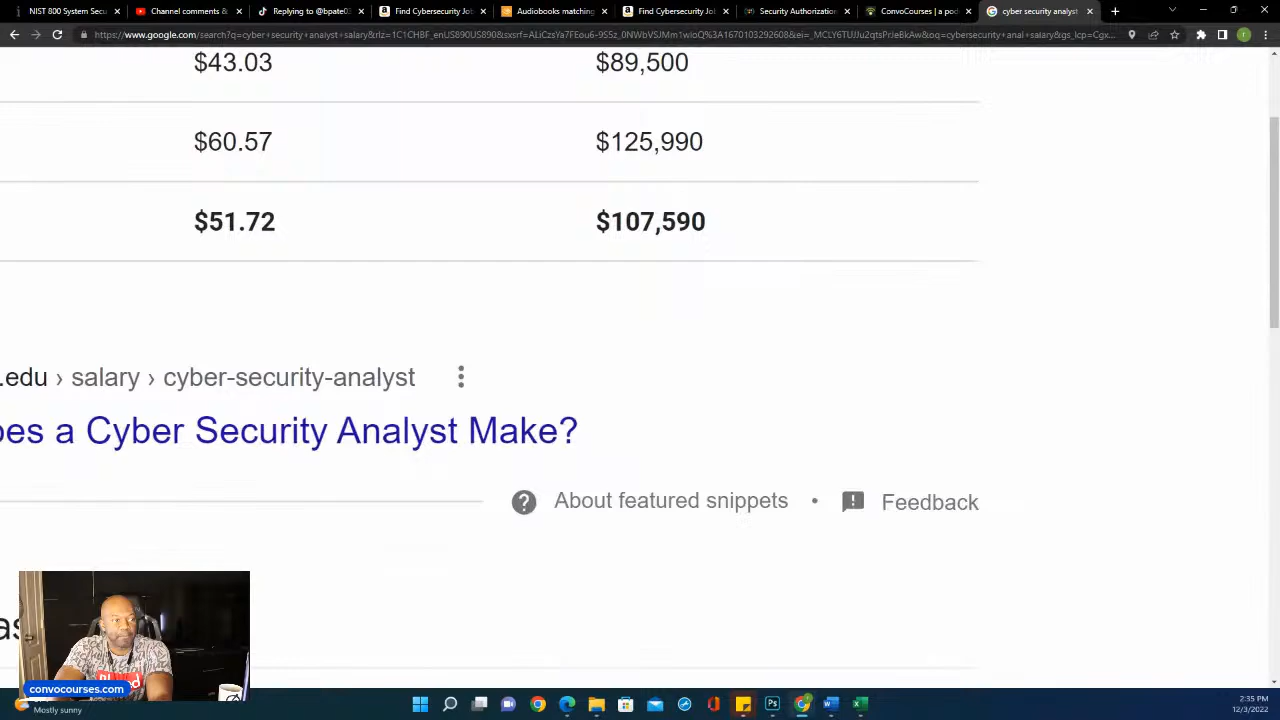 NIST 800 System Secu
Channel comments &
Replying to @bpate0
Find Cybersecurity Job
Audiobooks matching
Find Cybersecurity Job
Security Authorizatio
ConvoCourses | a pod
cyber security analyst
$43.03 $89,500
$60.57 $125,990
$51.72 $107,590
.edu › salary › cyber-security-analyst
oes a Cyber Security Analyst Make?
About featured snippets • Feedback
as
convocourses.com
Mostly sunny
2:35 PM
12/3/2022